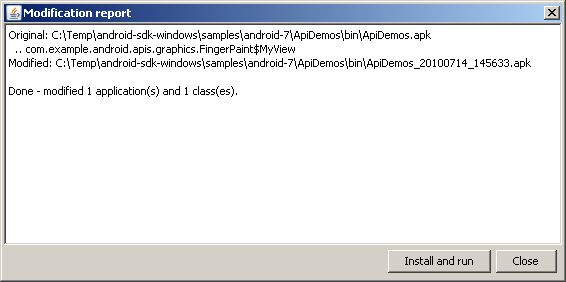 Modification report
Original: C:\Temp\android-sdk-windows\samples\android-7\ApiDemos\bin\ApiDemos.apk
.. com.example.android.apis.graphics.FingerPaint$MyView
Modified: C:\Temp\android-sdk-windows\samples\android-7\ApiDemos\bin\ApiDemos_20100714_145633.apk
Done - modified 1 application(s) and 1 class(es).
Install and run
Close